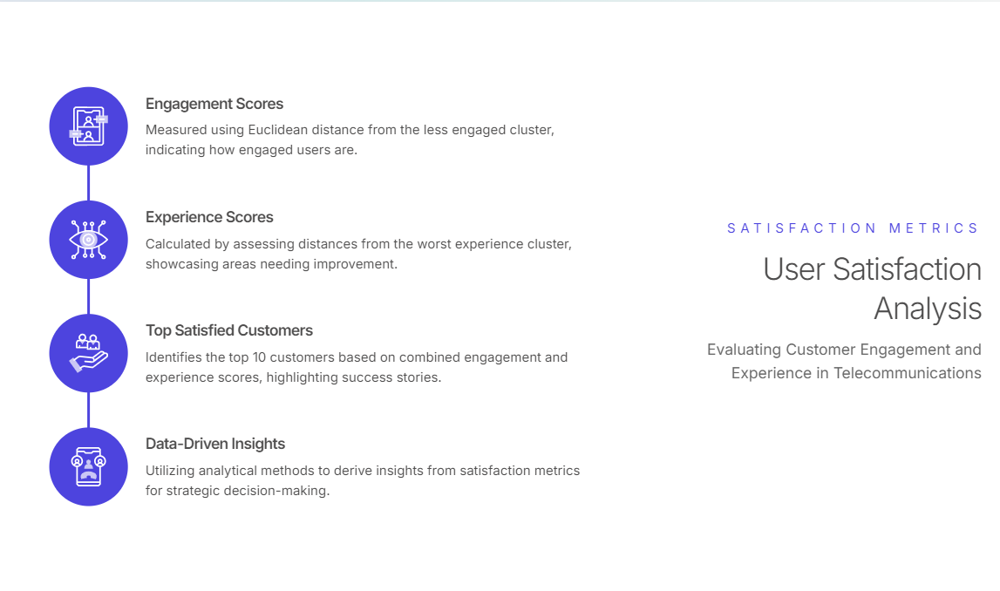 Engagement Scores
Measured using Euclidean distance from the less engaged cluster,
indicating how engaged users are.
Experience Scores
Calculated by assessing distances from the worst experience cluster,
showcasing areas needing improvement.
Top Satisfied Customers
Identifies the top 10 customers based on combined engagement and
experience scores, highlighting success stories.
Data-Driven Insights
Utilizing analytical methods to derive insights from satisfaction metrics
for strategic decision-making.
SATISFACTION METRICS
User Satisfaction
Analysis
Evaluating Customer Engagement and
Experience in Telecommunications